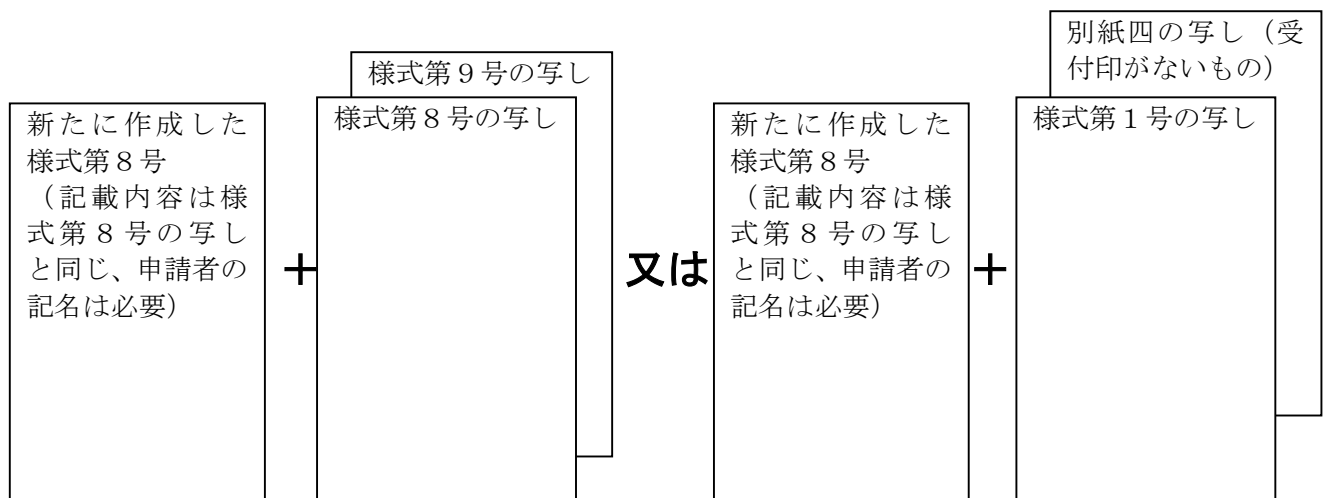 新たに作成した
様式第８号
（記載内容は様
式第８号の写し
と同じ、申請者の
記名は必要）
＋
様式第９号の写し
様式第８号の写し
又は
新たに作成した
様式第８号
（記載内容は様
式第８号の写し
と同じ、申請者の
記名は必要）
＋
別紙四の写し（受
付印がないもの）
様式第１号の写し